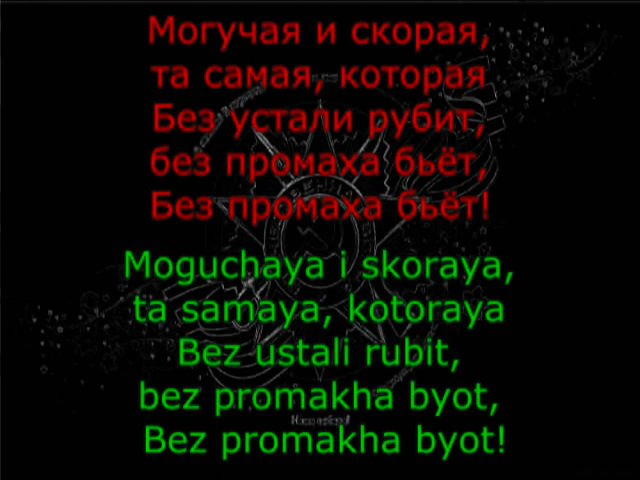 Могучая и скорая,
та самая, которая
Без устали рубит,
без промаха бьёт,
Без промаха бьёт!
Moguchaya i skoraya,
ta samaya, kotoraya
Bez ustali rubit,
bez promakha byot,
Bez promakha byot!